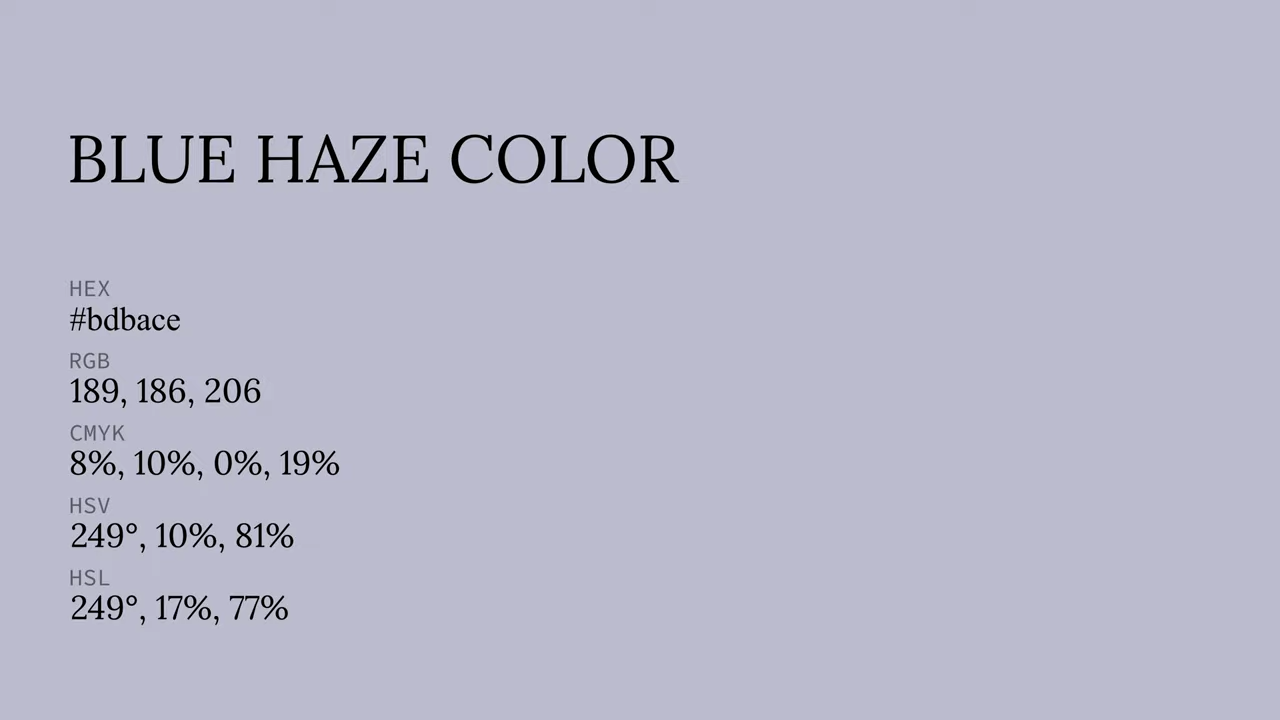 BLUE HAZE COLOR
HEX
#bdbace
RGB
189, 186, 206
CMYK
8%, 10%, 0%, 19%
HSV
249°, 10%, 81%
HSL
249°, 17%, 77%